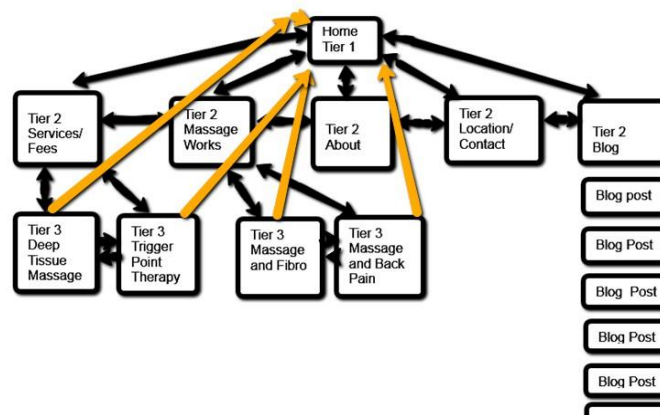 Home
Tier 1
Tier 2
Services/
Fees
Tier 2
Massage
Works
Tier 2
About
Tier 2
Location/
Contact
Tier 2
Blog
Tier 3
Deep
Tissue
Massage
Tier 3
Trigger
Point
Therapy
Tier 3
Massage
and Fibro
Tier 3
Massage
and Back
Pain
Blog post
Blog Post
Blog Post
Blog Post
Blog Post